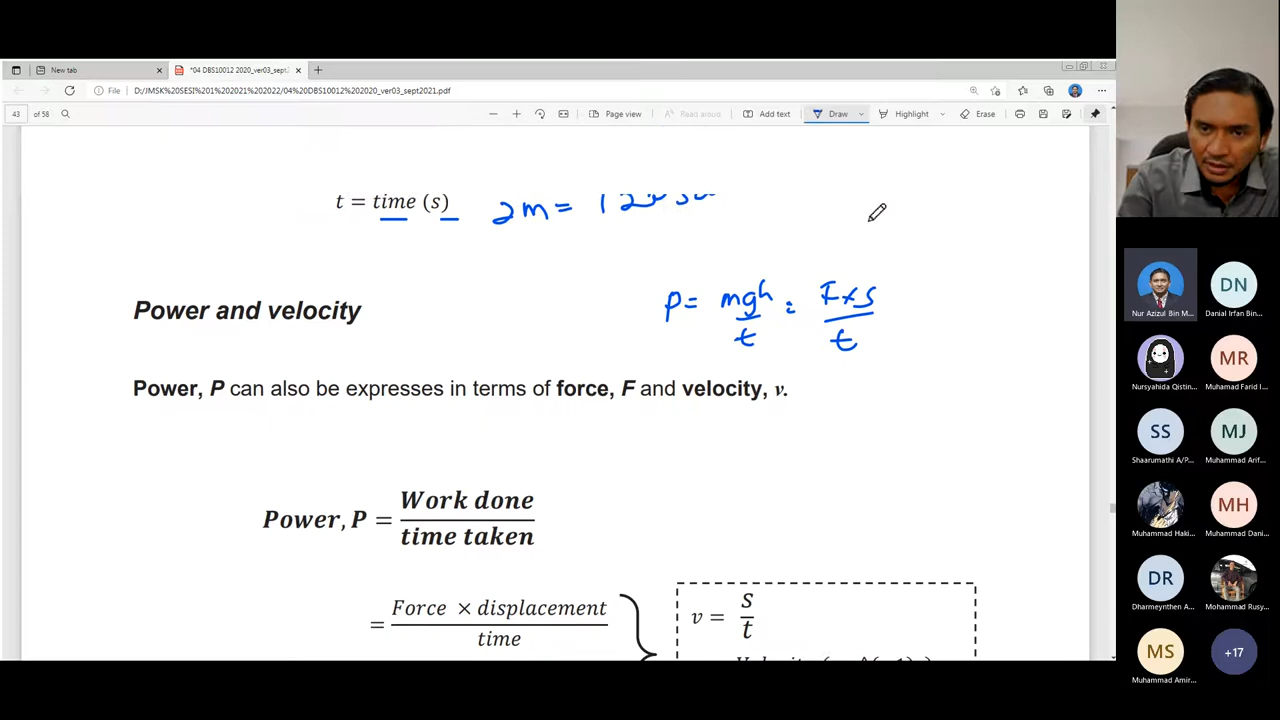 New tab
*04 DBS10012 2020_ver03_sept2
File D:/JMSK%20SESI%201%202021%202022/04%20DBS10012%202020_ver03_sept2021.pdf
43 of 58 Page view Read aloud Add text Draw Highlight Erase
t = time (s) 2m =
Power and velocity
P = mgh/t = F×s/t
Power, P can also be expresses in terms of force, F and velocity, v.
Power, P = Work done
time taken
= Force × displacement
time
v = s
t
Nur Azizul Bin M...
DN
Danial Irfan Bin...
Nursyahida Qistin...
MR
Muhamad Farid I...
SS
Shaarumathi A/P...
MJ
Muhammad Arif...
Muhammad Haki...
MH
Muhammad Dani...
DR
Dharmeynthen A...
Mohammad Rusy...
MS
Muhammad Amir...
+17